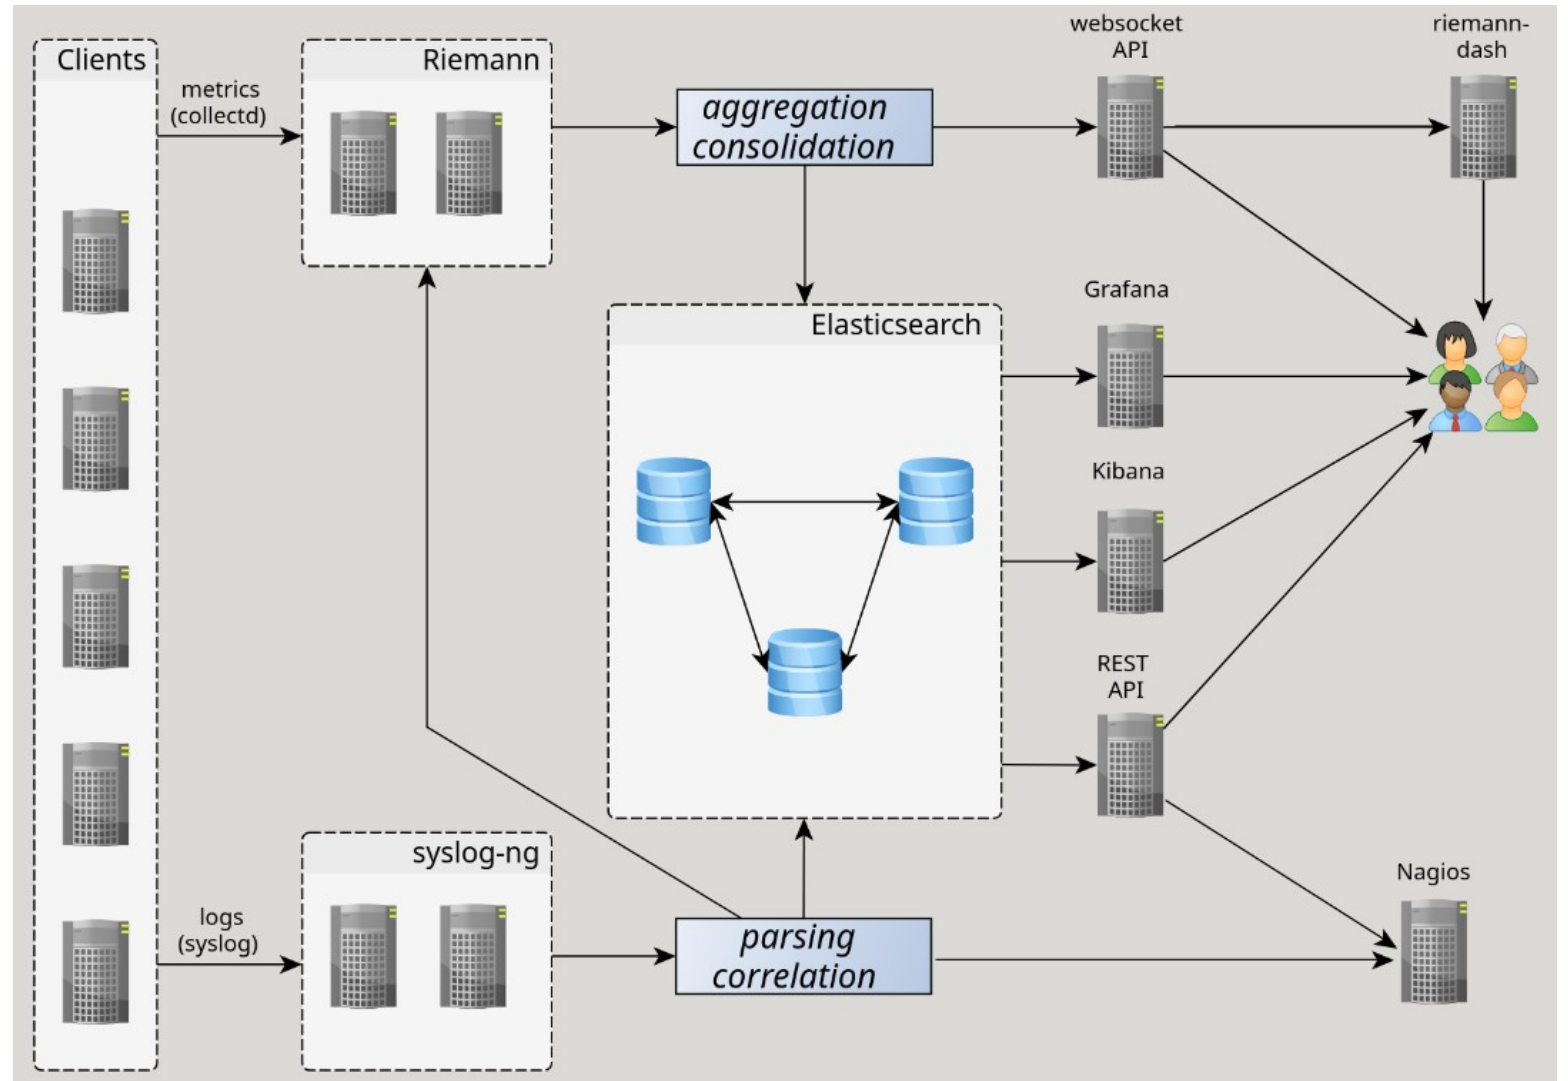 Clients
metrics
(collectd)
Riemann
aggregation
consolidation
websocket
API
riemann-
dash
Elasticsearch
Grafana
Kibana
REST
API
logs
(syslog)
syslog-ng
parsing
correlation
Nagios